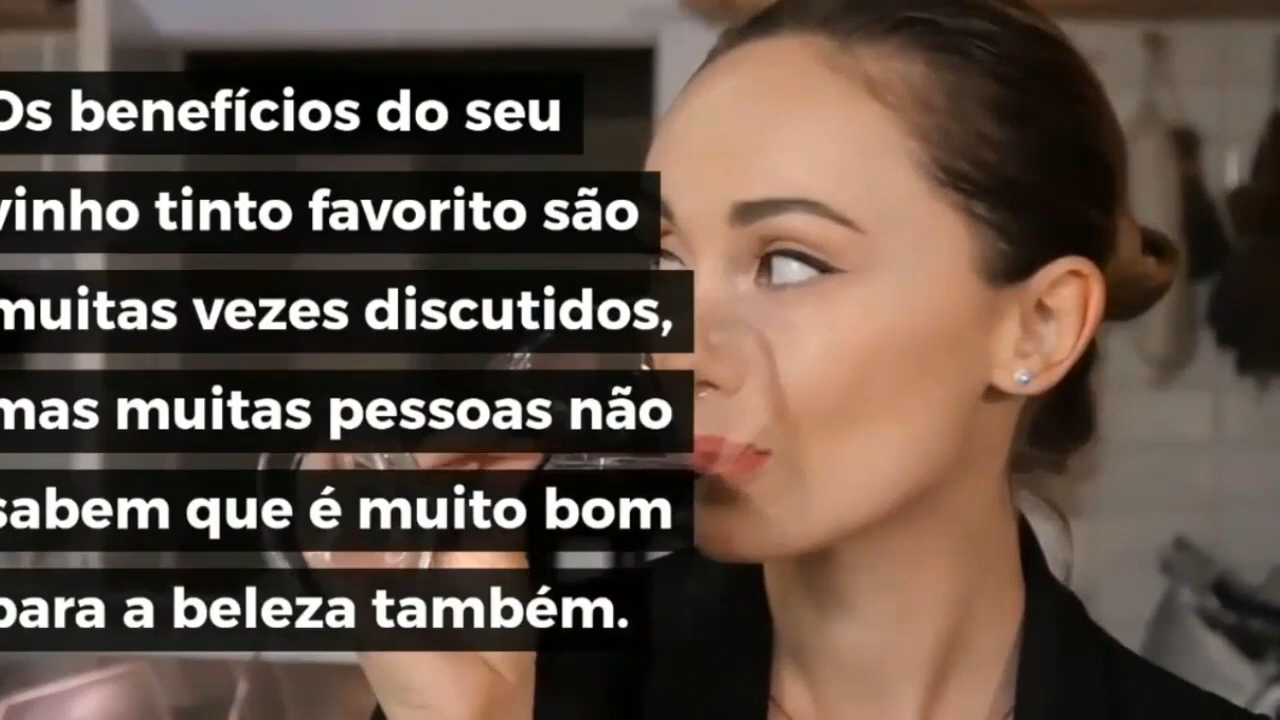 Os benefícios do seu
vinho tinto favorito são
muitas vezes discutidos,
mas muitas pessoas não
sabem que é muito bom
para a beleza também.